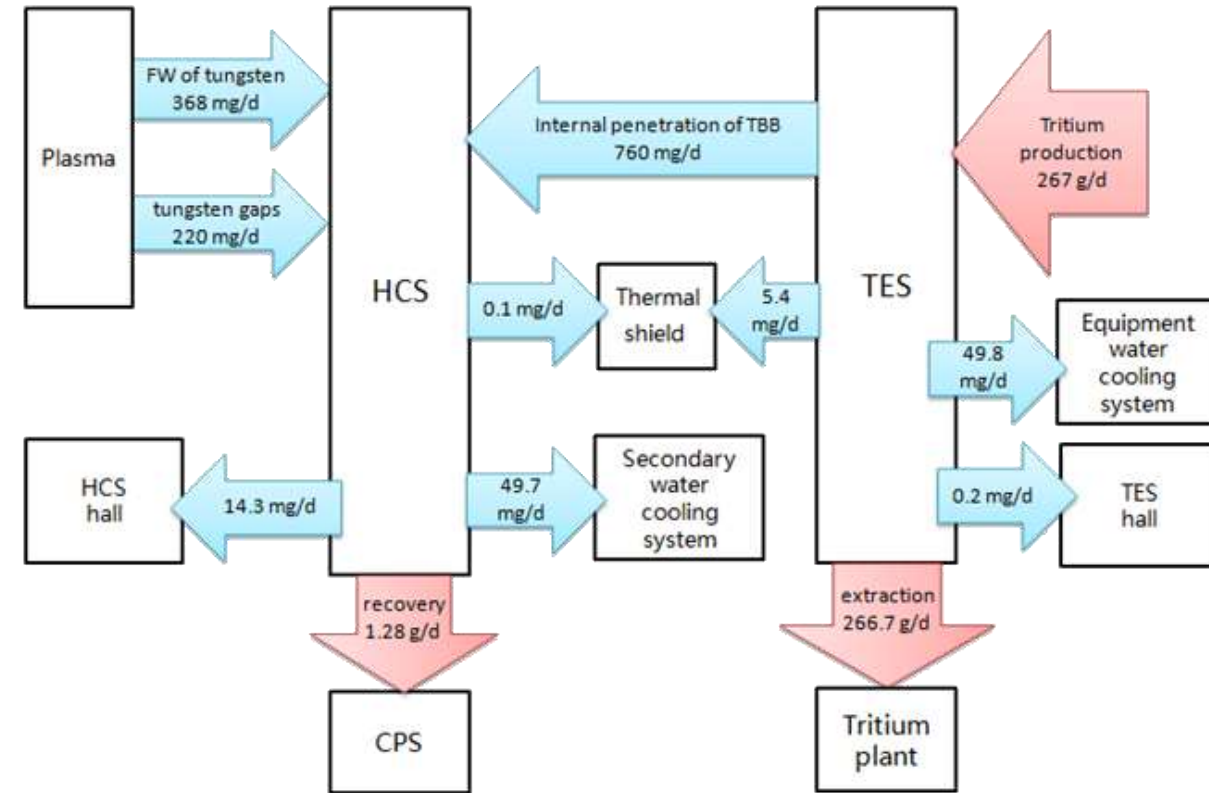 Plasma
FW of tungsten
368 mg/d
tungsten gaps
220 mg/d
HCS
Internal penetration of TBB
760 mg/d
TES
Tritium
production
267 g/d
0.1 mg/d
Thermal
shield
5.4
mg/d
49.8
mg/d
Equipment
water
cooling
system
HCS
hall
14.3 mg/d
49.7
mg/d
Secondary
water
cooling
system
0.2 mg/d
TES
hall
recovery
1.28 g/d
extraction
266.7 g/d
CPS
Tritium
plant